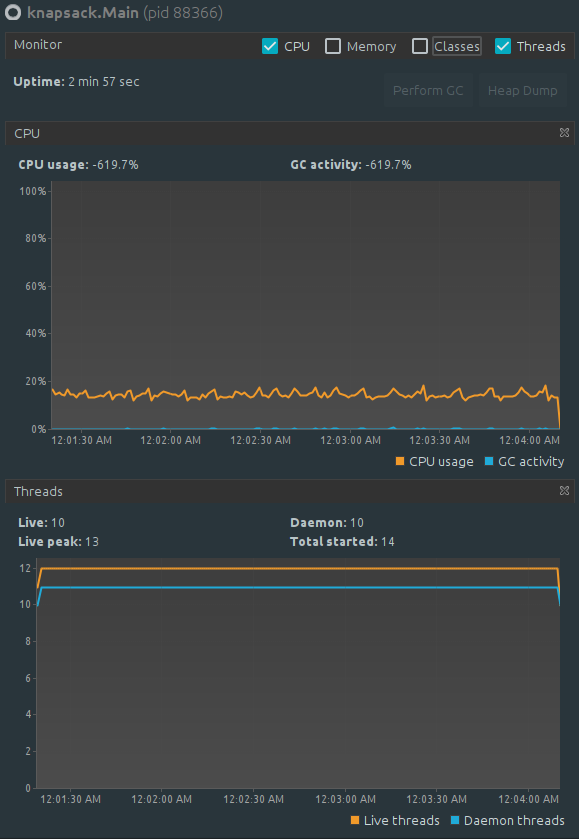 knapsack.Main (pid 88366)
Monitor CPU Memory Classes Threads
Uptime: 2 min 57 sec
Perform GC Heap Dump
CPU
CPU usage: -619.7% GC activity: -619.7%
100%
80%
60%
40%
20%
0%
12:01:30 AM 12:02:00 AM 12:02:30 AM 12:03:00 AM 12:03:30 AM 12:04:00 AM
CPU usage GC activity
Threads
Live: 10 Daemon: 10
Live peak: 13 Total started: 14
12
10
8
6
4
2
0
12:01:30 AM 12:02:00 AM 12:02:30 AM 12:03:00 AM 12:03:30 AM 12:04:00 AM
Live threads Daemon threads